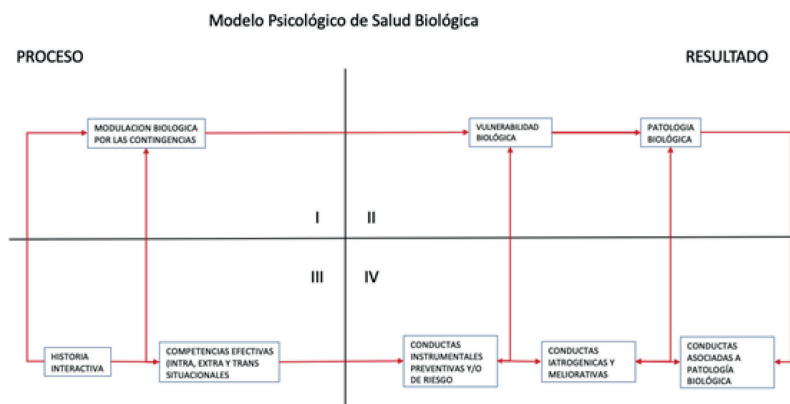 Modelo Psicológico de Salud Biológica
PROCESO
RESULTADO
MODULACION BIOLOGICA
POR LAS CONTINGENCIAS
VULNERABILIDAD
BIOLÓGICA
PATOLOGIA
BIOLÓGICA
I
II
III
IV
HISTORIA
INTERACTIVA
COMPETENCIAS EFECTIVAS
(INTRA, EXTRA Y TRANS
SITUACIONALES
CONDUCTAS
INSTRUMENTALES
PREVENTIVAS Y/O
DE RIESGO
CONDUCTAS
IATROGENICAS Y
MELIORATIVAS
CONDUCTAS
ASOCIADAS A
PATOLOGÍA
BIOLÓGICA